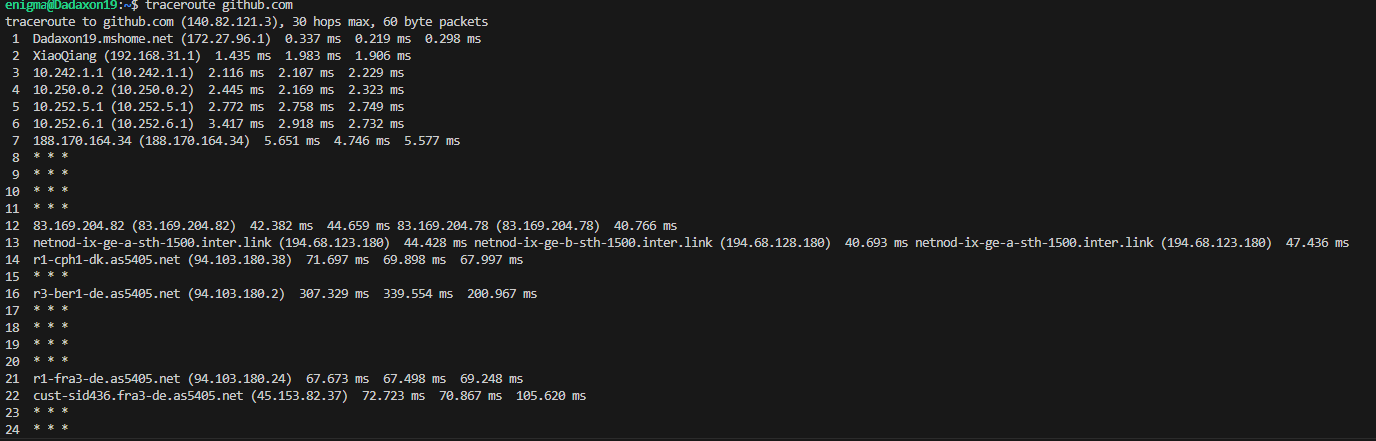 enigma@Dadaxon19:~$ traceroute github.com
traceroute to github.com (140.82.121.3), 30 hops max, 60 byte packets
 1  Dadaxon19.mshome.net (172.27.96.1)  0.337 ms  0.219 ms  0.298 ms
 2  XiaoQiang (192.168.31.1)  1.435 ms  1.983 ms  1.906 ms
 3  10.242.1.1 (10.242.1.1)  2.116 ms  2.107 ms  2.229 ms
 4  10.250.0.2 (10.250.0.2)  2.445 ms  2.169 ms  2.323 ms
 5  10.252.5.1 (10.252.5.1)  2.772 ms  2.758 ms  2.749 ms
 6  10.252.6.1 (10.252.6.1)  3.417 ms  2.918 ms  2.732 ms
 7  188.170.164.34 (188.170.164.34)  5.651 ms  4.746 ms  5.577 ms
 8  * * *
 9  * * *
10  * * *
11  * * *
12  83.169.204.82 (83.169.204.82)  42.382 ms  44.659 ms 83.169.204.78 (83.169.204.78)  40.766 ms
13  netnod-ix-ge-a-sth-1500.inter.link (194.68.123.180)  44.428 ms netnod-ix-ge-b-sth-1500.inter.link (194.68.128.180)  40.693 ms netnod-ix-ge-a-sth-1500.inter.link (194.68.123.180)  47.436 ms
14  r1-cph1-dk.as5405.net (94.103.180.38)  71.697 ms  69.898 ms  67.997 ms
15  * * *
16  r3-ber1-de.as5405.net (94.103.180.2)  307.329 ms  339.554 ms  200.967 ms
17  * * *
18  * * *
19  * * *
20  * * *
21  r1-fra3-de.as5405.net (94.103.180.24)  67.673 ms  67.498 ms  69.248 ms
22  cust-sid436.fra3-de.as5405.net (45.153.82.37)  72.723 ms  70.867 ms  105.620 ms
23  * * *
24  * * *